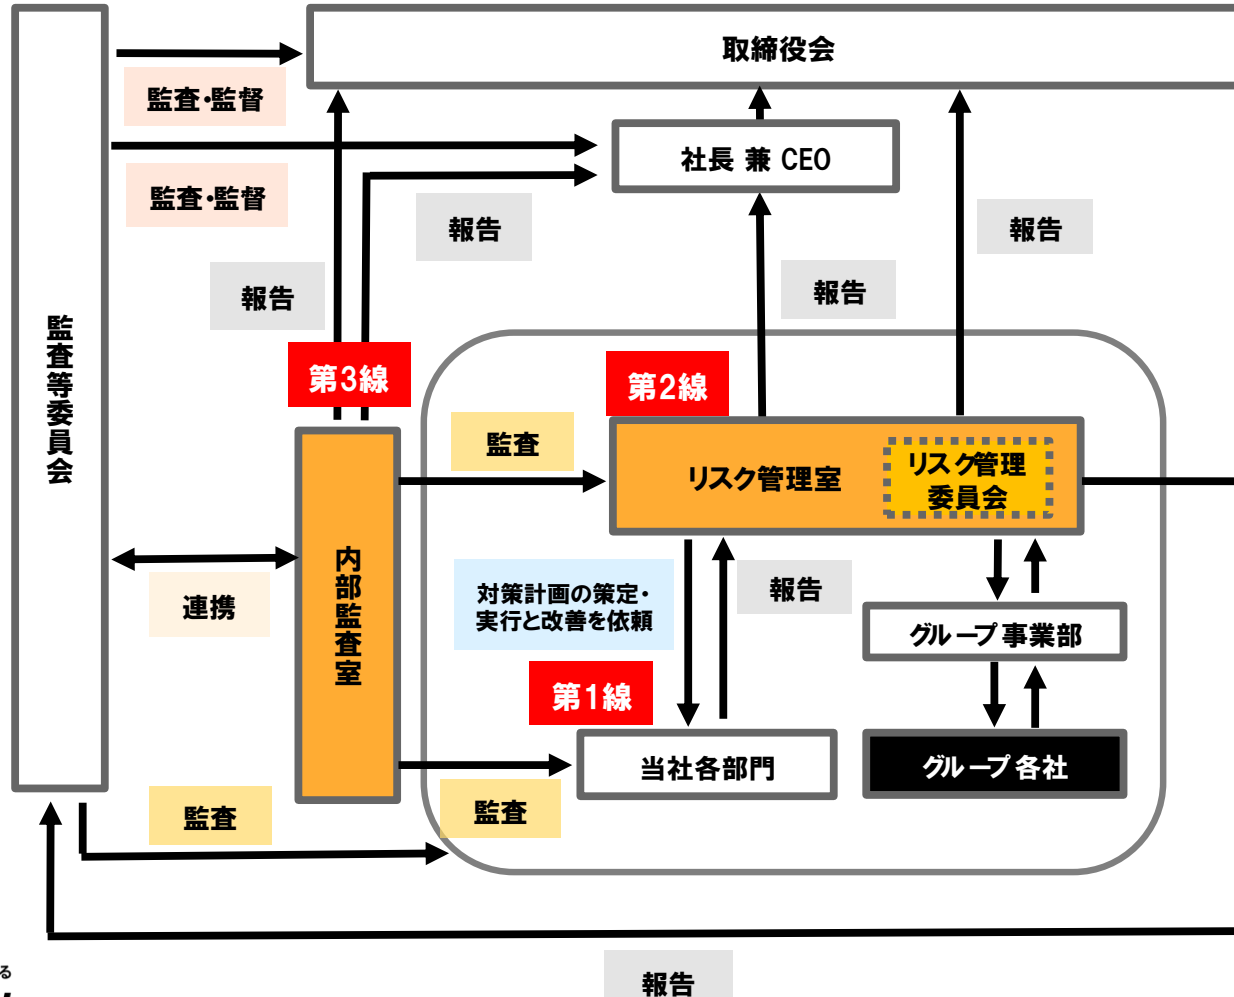 取締役会
監査・監督
社長 兼 CEO
監査・監督
報告
報告
報告
報告
監査等委員会
第3線
第2線
監査
リスク管理室
リスク管理
委員会
内部監査室
連携
対策計画の策定・
実行と改善を依頼
報告
グループ事業部
第1線
当社各部門
グループ各社
監査
監査
報告
る